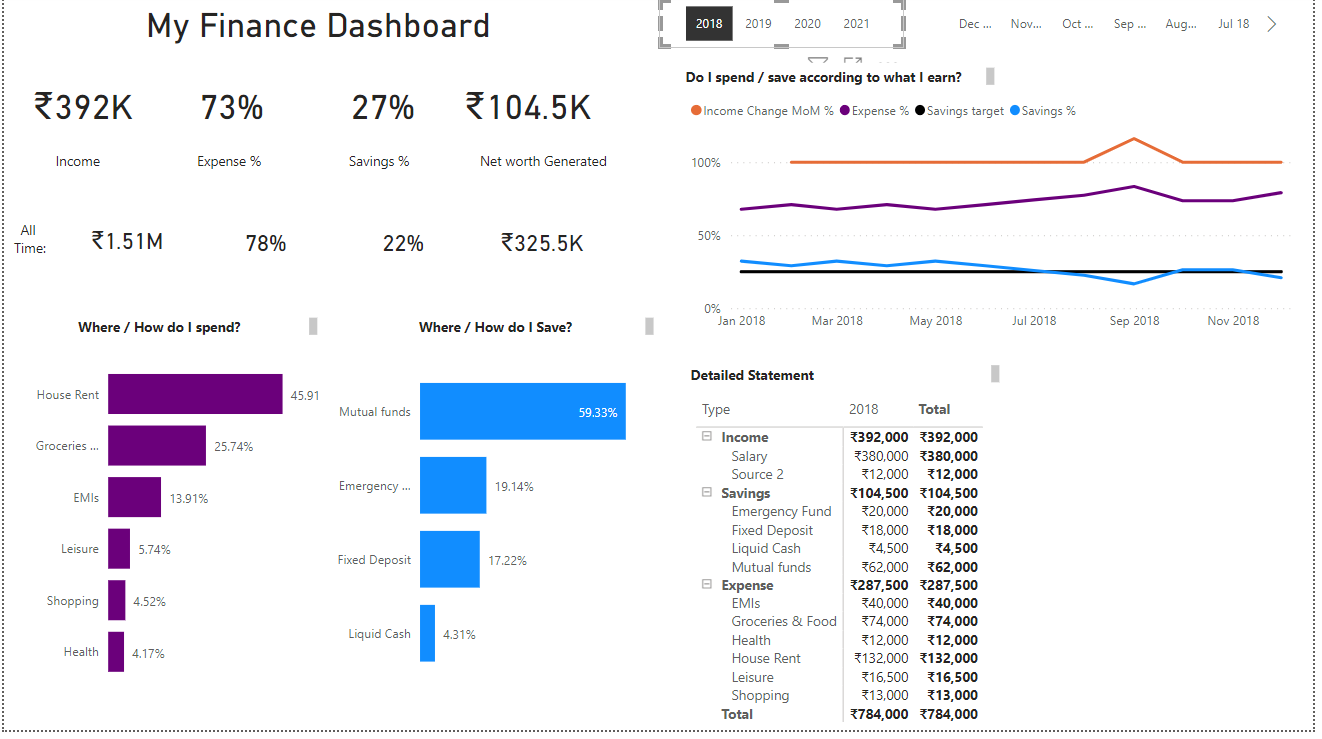 My Finance Dashboard
2018 2019 2020 2021
Dec ... Nov... Oct ... Sep ... Aug... Jul 18
₹392K 73% 27% ₹104.5K
Income Expense % Savings % Net worth Generated
All Time: ₹1.51M 78% 22% ₹325.5K
Do I spend / save according to what I earn?
Income Change MoM % Expense % Savings target Savings %
100%
50%
0%
Jan 2018 Mar 2018 May 2018 Jul 2018 Sep 2018 Nov 2018
Where / How do I spend?
House Rent 45.91
Groceries ... 25.74%
EMIs 13.91%
Leisure 5.74%
Shopping 4.52%
Health 4.17%
Where / How do I Save?
Mutual funds 59.33%
Emergency ... 19.14%
Fixed Deposit 17.22%
Liquid Cash 4.31%
Detailed Statement
Type 2018 Total
Income ₹392,000 ₹392,000
Salary ₹380,000 ₹380,000
Source 2 ₹12,000 ₹12,000
Savings ₹104,500 ₹104,500
Emergency Fund ₹20,000 ₹20,000
Fixed Deposit ₹18,000 ₹18,000
Liquid Cash ₹4,500 ₹4,500
Mutual funds ₹62,000 ₹62,000
Expense ₹287,500 ₹287,500
EMIs ₹40,000 ₹40,000
Groceries & Food ₹74,000 ₹74,000
Health ₹12,000 ₹12,000
House Rent ₹132,000 ₹132,000
Leisure ₹16,500 ₹16,500
Shopping ₹13,000 ₹13,000
Total ₹784,000 ₹784,000